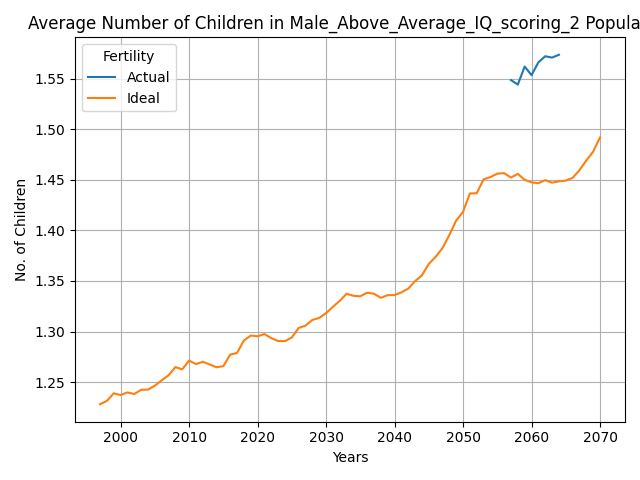 Average Number of Children in Male_Above_Average_IQ_scoring_2 Popula
Fertility
Actual
Ideal
No. of Children
1.55
1.50
1.45
1.40
1.35
1.30
1.25
2000 2010 2020 2030 2040 2050 2060 2070
Years